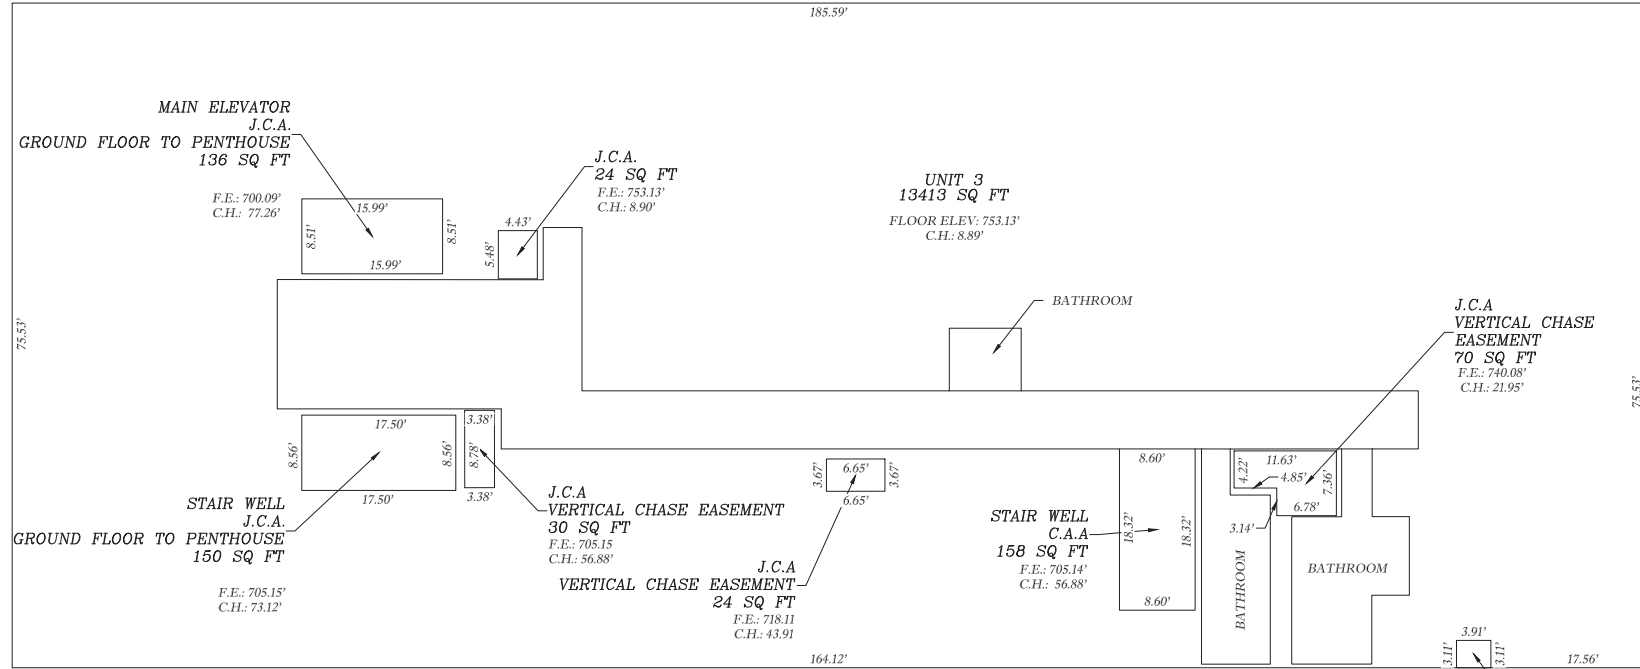 185.59'
MAIN ELEVATOR
J.C.A.
GROUND FLOOR TO PENTHOUSE
136 SQ FT
F.E.: 700.09'
C.H.: 77.26'
15.99'
8.51'
8.51'
15.99'
J.C.A.
24 SQ FT
F.E.: 753.13'
C.H.: 8.90'
4.43'
5.48'
UNIT 3
13413 SQ FT
FLOOR ELEV: 753.13'
C.H.: 8.89'
BATHROOM
J.C.A
VERTICAL CHASE
EASEMENT
70 SQ FT
F.E.: 740.08'
C.H.: 21.95'
75.53'
75.53'
17.50'
8.56'
8.56'
17.50'
3.38'
8.78'
3.38'
STAIR WELL
J.C.A.
GROUND FLOOR TO PENTHOUSE
150 SQ FT
F.E.: 705.15'
C.H.: 73.12'
J.C.A
VERTICAL CHASE EASEMENT
30 SQ FT
F.E.: 705.15
C.H.: 56.88'
3.67'
6.65'
3.67'
6.65'
J.C.A
VERTICAL CHASE EASEMENT
24 SQ FT
F.E.: 718.11
C.H.: 43.91
STAIR WELL
C.A.A
158 SQ FT
F.E.: 705.14'
C.H.: 56.88'
8.60'
18.32'
18.32'
8.60'
4.22'
11.63'
4.85'
7.36'
6.78'
3.14'
BATHROOM
BATHROOM
3.91'
3.11'
3.11'
164.12'
17.56'